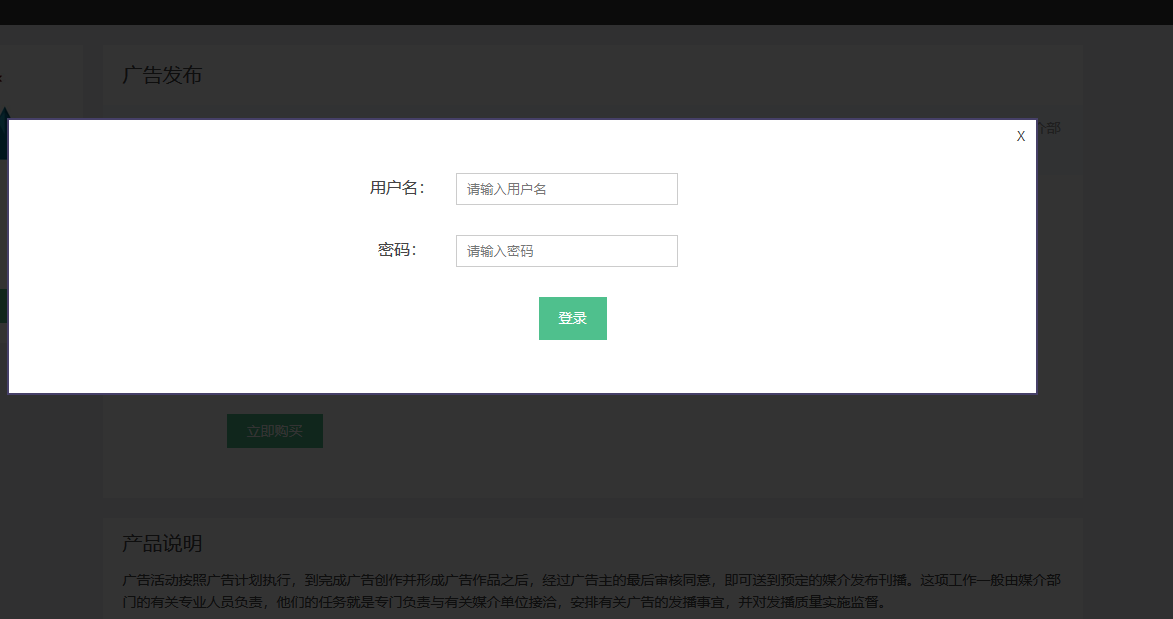 广告发布
介部
X
用户名：
请输入用户名
密码：
请输入密码
登录
立即购买
产品说明
广告活动按照广告计划执行，到完成广告创作并形成广告作品之后，经过广告主的最后审核同意，即可送到预定的媒介发布刊播。这项工作一般由媒介部
门的有关专业人员负责，他们的任务就是专门负责与有关媒介单位接洽，安排有关广告的发播事宜，并对发播质量实施监督。